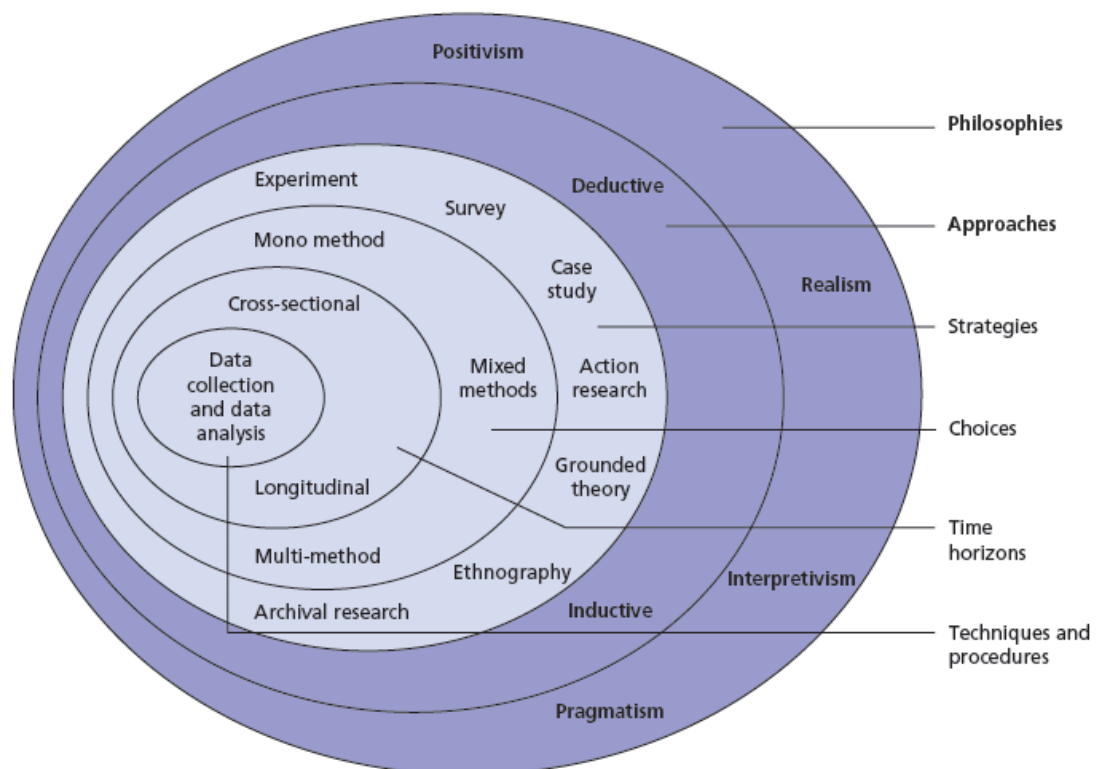 Positivism
Philosophies
Experiment
Deductive
Survey
Approaches
Mono method
Case
study
Realism
Cross-sectional
Strategies
Data
collection
and data
analysis
Mixed
methods
Action
research
Choices
Grounded
theory
Longitudinal
Time
horizons
Multi-method
Ethnography
Interpretivism
Archival research
Inductive
Techniques and
procedures
Pragmatism